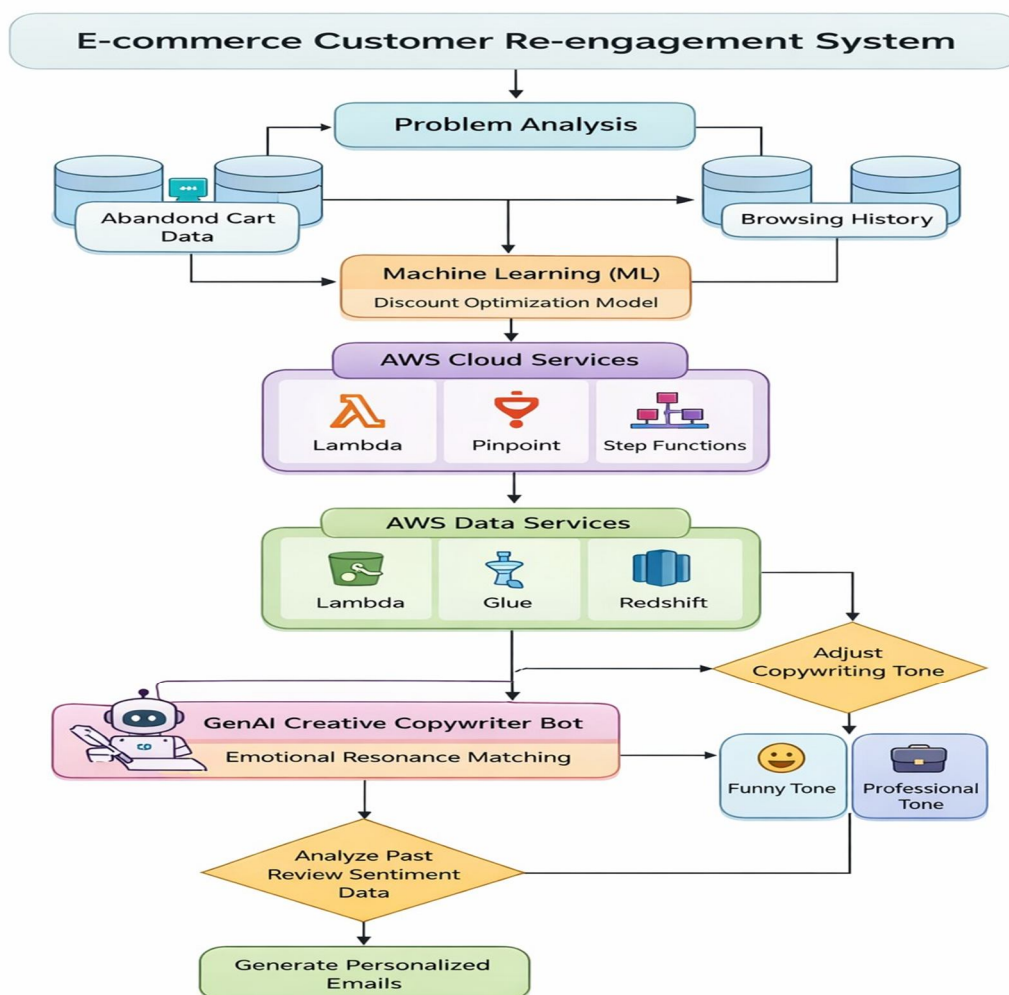 E-commerce Customer Re-engagement System
Problem Analysis
Abandond Cart
Data
Browsing History
Machine Learning (ML)
Discount Optimization Model
AWS Cloud Services
Lambda
Pinpoint
Step Functions
AWS Data Services
Lambda
Glue
Redshift
Adjust
Copywriting Tone
GenAI Creative Copywriter Bot
Emotional Resonance Matching
Funny Tone
Professional
Tone
Analyze Past
Review Sentiment
Data
Generate Personalized
Emails